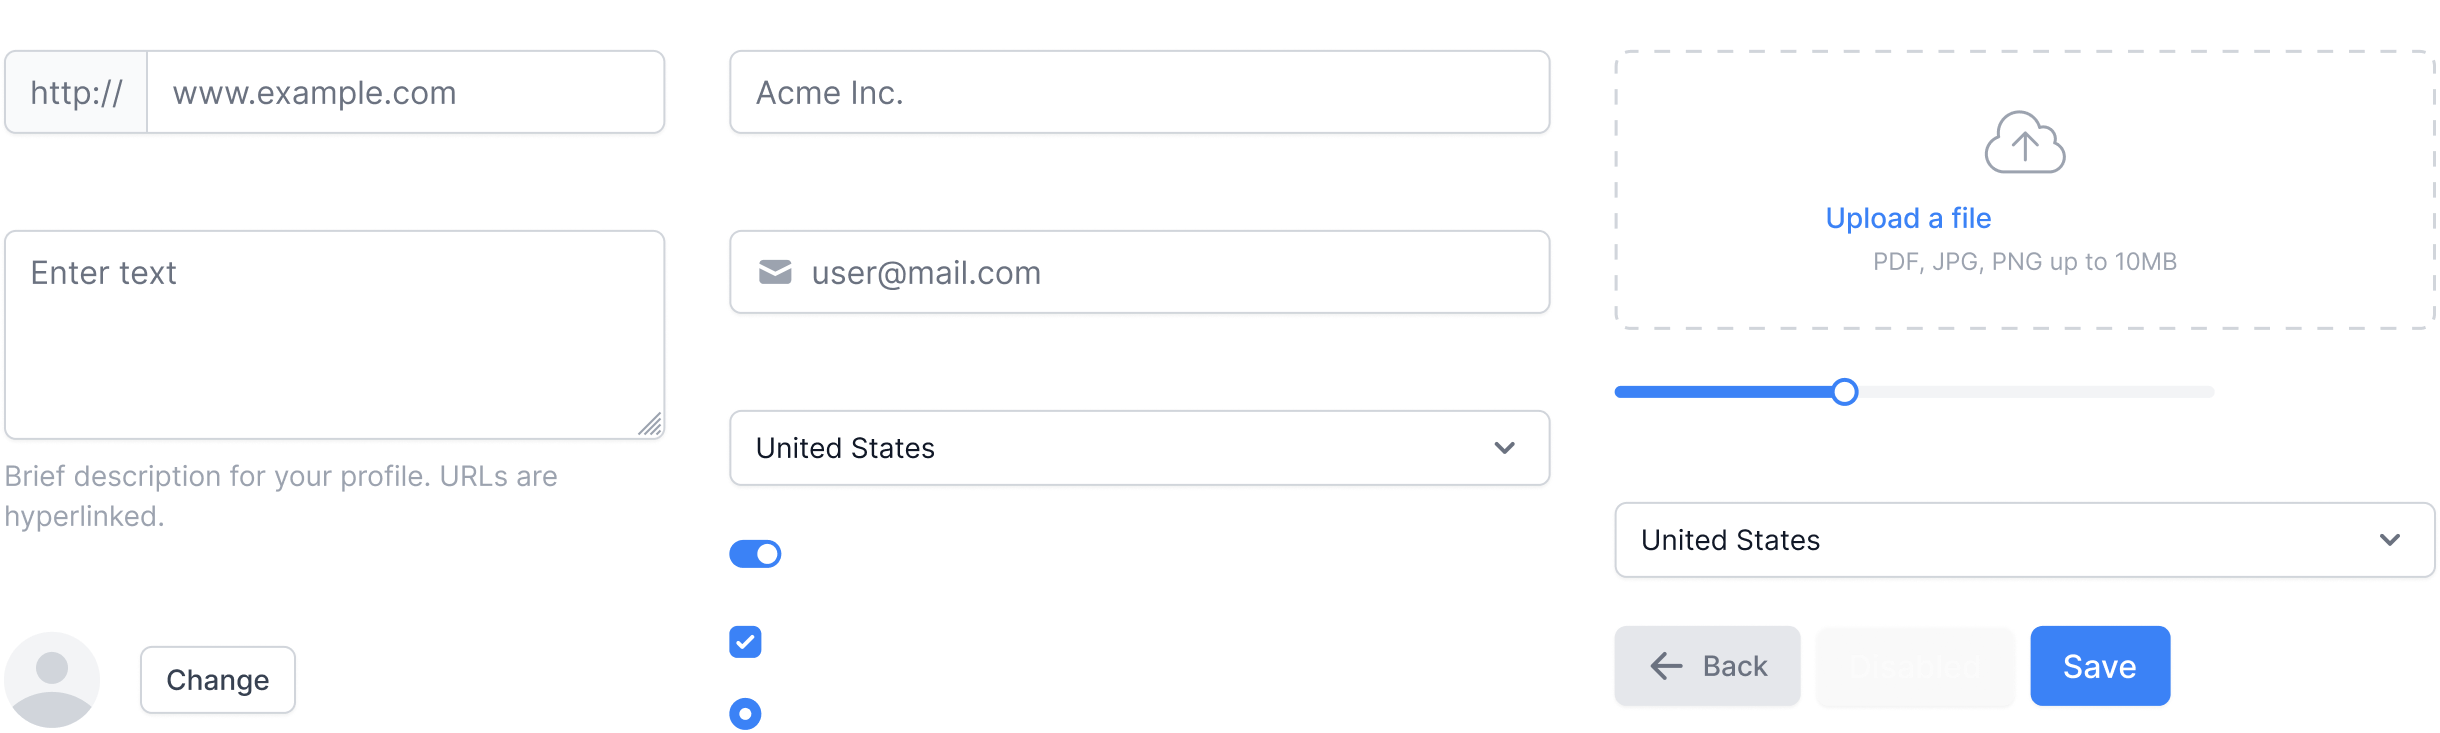 http://
www.example.com
Enter text
Brief description for your profile. URLs are
hyperlinked.
Change
Acme Inc.
user@mail.com
United States
Upload a file
PDF, JPG, PNG up to 10MB
United States
Back
Disabled
Save